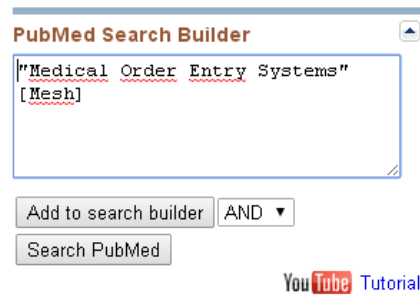 PubMed Search Builder
"Medical Order Entry Systems"
[Mesh]
Add to search builder AND
Search PubMed
YouTube Tutorial